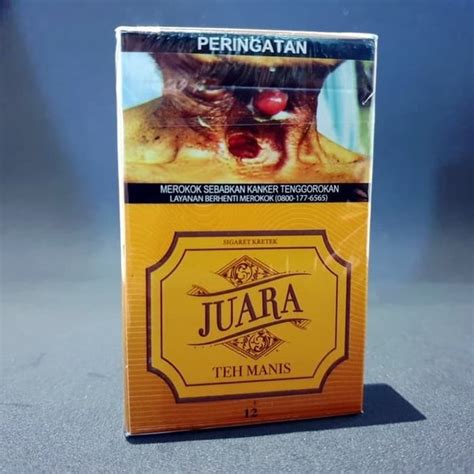 PERINGATAN
MEROKOK SEBABKAN KANKER TENGGOROKAN
LAYANAN BERHENTI MEROKOK (0800-177-6565)
SIGARET KRETEK
JUARA
TEH MANIS
12